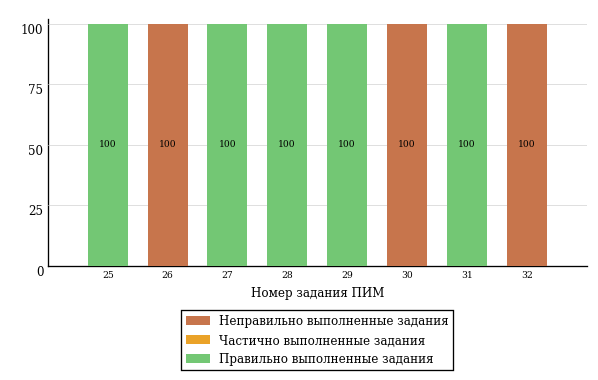 100
75
50
25
0
100 100 100 100 100 100 100 100
25 26 27 28 29 30 31 32
Номер задания ПИМ
Неправильно выполненные задания
Частично выполненные задания
Правильно выполненные задания